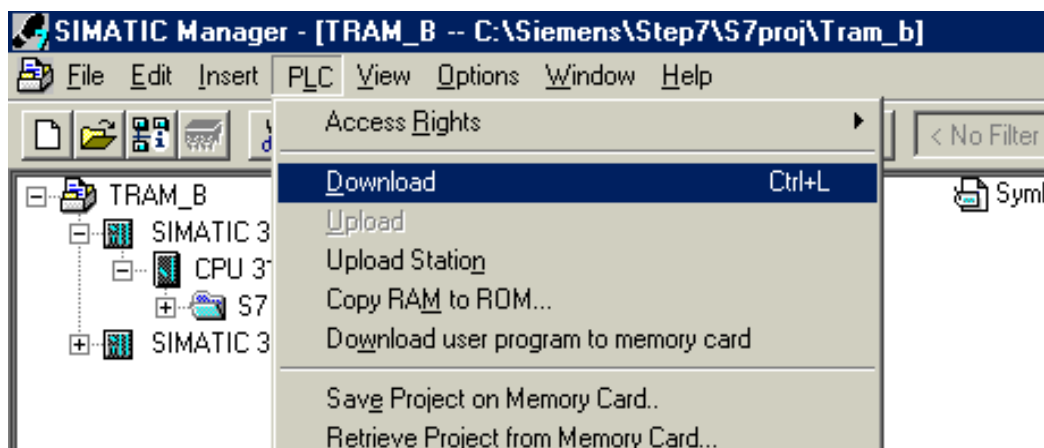 SIMATIC Manager - [TRAM_B -- C:\Siemens\Step7\S7proj\Tram_b]
File Edit Insert PLC View Options Window Help
Access Rights
< No Filter
Download Ctrl+L
TRAM_B
Symb
Upload
SIMATIC 3
Upload Station
CPU 3
Copy RAM to ROM...
S7
Download user program to memory card
SIMATIC 3
Save Project on Memory Card..
Retrieve Project from Memory Card...